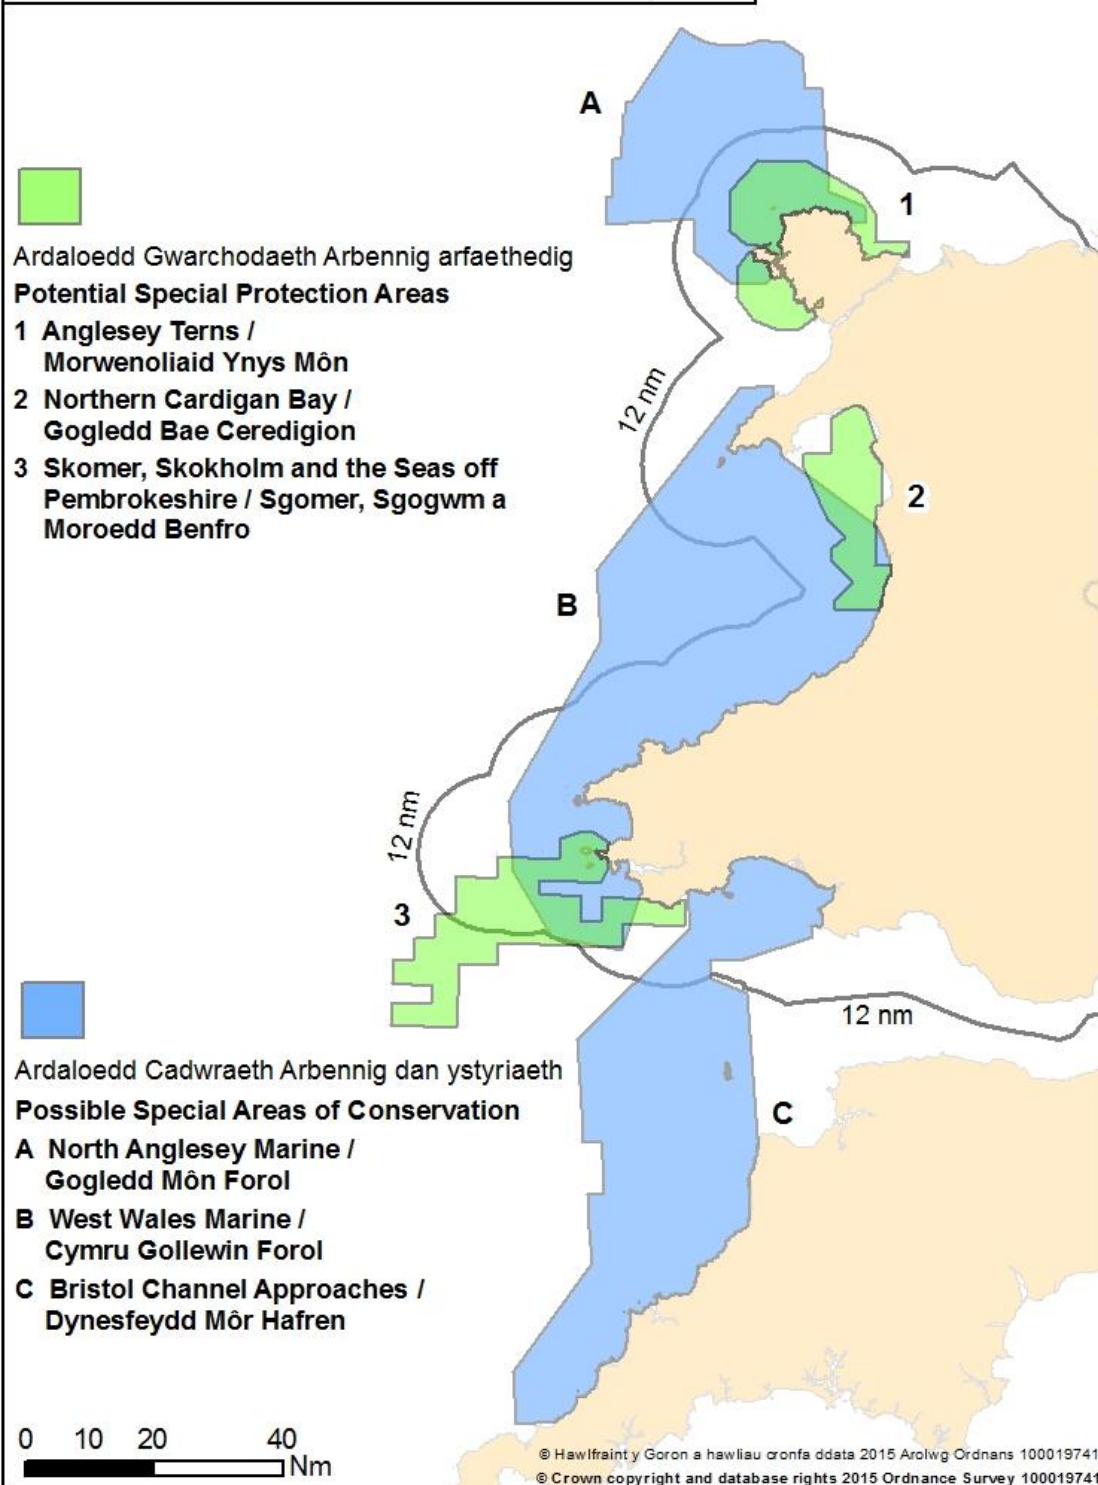 Ardaloedd Gwarchodaeth Arbennig arfaethedig
Potential Special Protection Areas
1 Anglesey Terns /
Morwenoliaid Ynys Môn
2 Northern Cardigan Bay /
Gogledd Bae Ceredigion
3 Skomer, Skokholm and the Seas off
Pembrokeshire / Sgomer, Sgogwm a
Moroedd Benfro
Ardaloedd Cadwraeth Arbennig dan ystyriaeth
Possible Special Areas of Conservation
A North Anglesey Marine /
Gogledd Môn Forol
B West Wales Marine /
Cymru Gollewin Forol
C Bristol Channel Approaches /
Dynesfeydd Môr Hafren
0 10 20 40
Nm
A
1
12 nm
2
B
12 nm
3
12 nm
C
© Hawlfraint y Goron a hawliau cronfa ddata 2015 Arolwg Ordnans 100019741
© Crown copyright and database rights 2015 Ordnance Survey 100019741